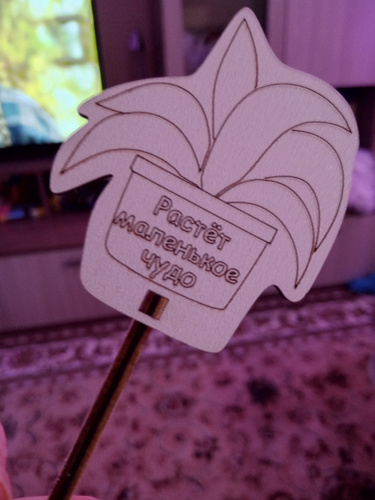 Растёт
маленькое
чудо